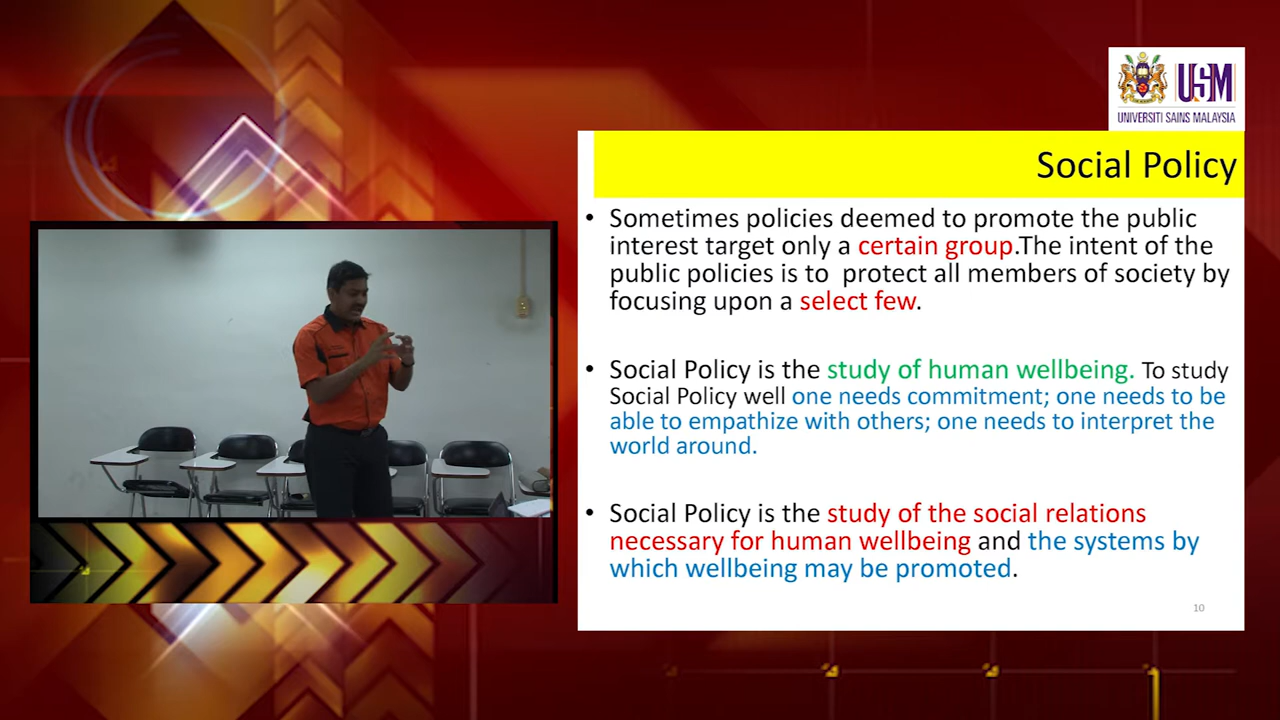 USM
UNIVERSITI SAINS MALAYSIA
Social Policy
• Sometimes policies deemed to promote the public
interest target only a certain group.The intent of the
public policies is to protect all members of society by
focusing upon a select few.
• Social Policy is the study of human wellbeing. To study
Social Policy well one needs commitment; one needs to be
able to empathize with others; one needs to interpret the
world around.
• Social Policy is the study of the social relations
necessary for human wellbeing and the systems by
which wellbeing may be promoted.
10